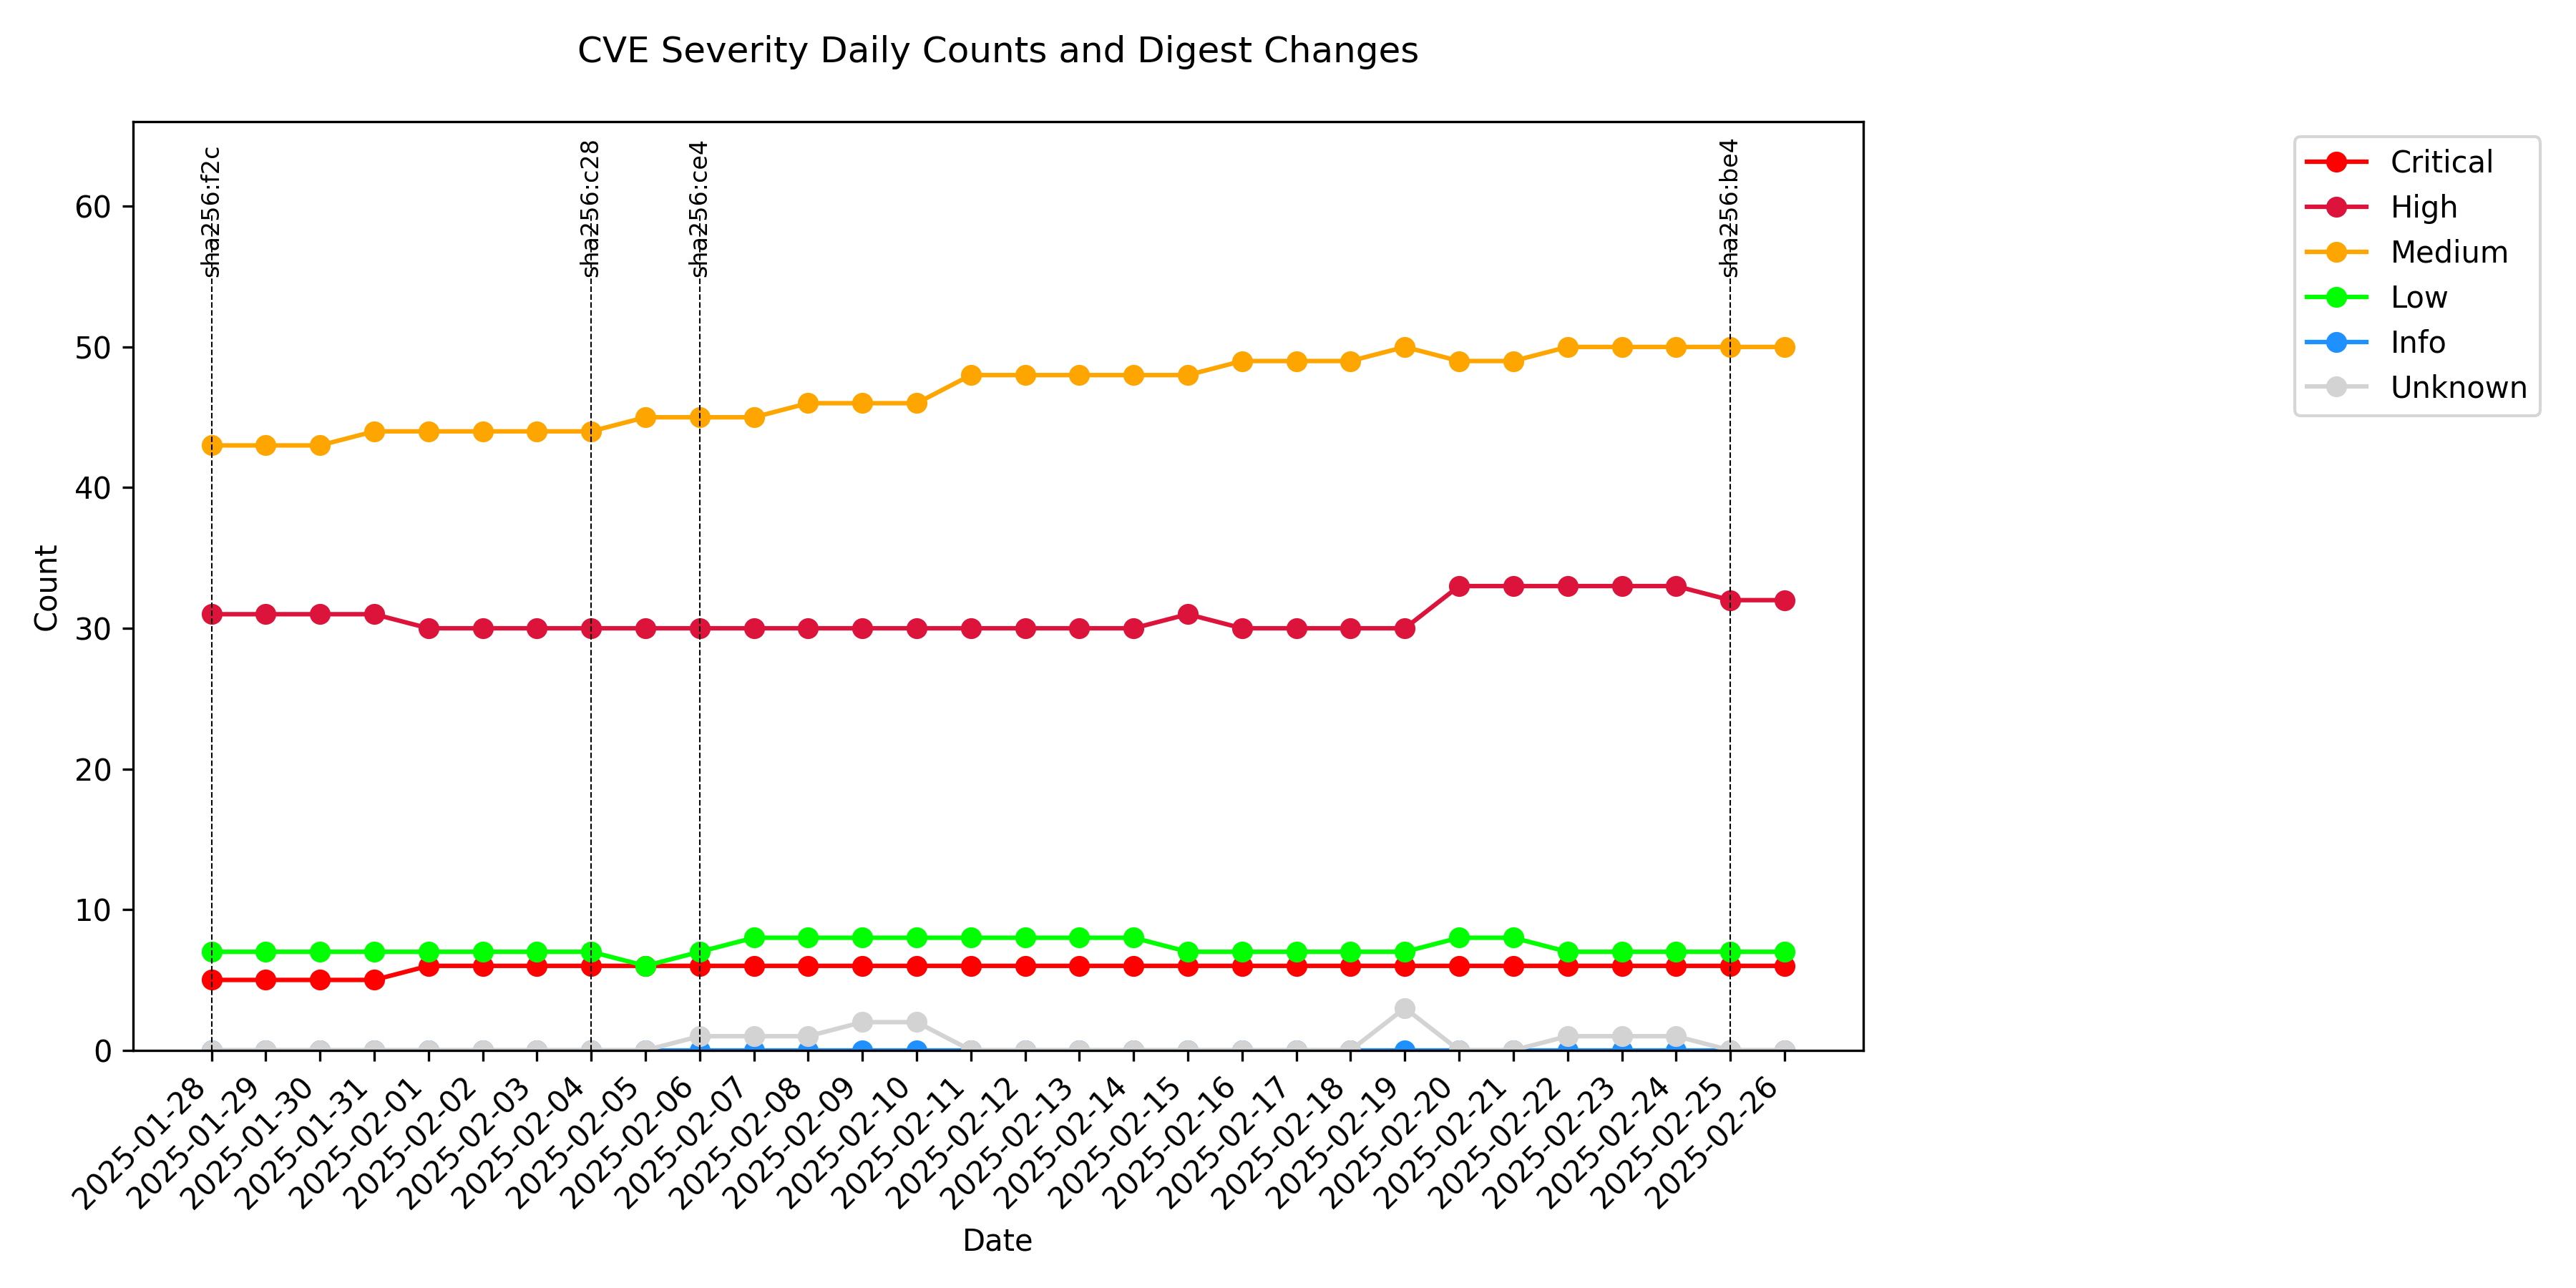 CVE Severity Daily Counts and Digest Changes
sha256:f2c
sha256:c28
sha256:ce4
sha256:be4
Critical
High
Medium
Low
Info
Unknown
Count
60
50
40
30
20
10
0
2025-01-28
2025-01-29
2025-01-30
2025-01-31
2025-02-01
2025-02-02
2025-02-03
2025-02-04
2025-02-05
2025-02-06
2025-02-07
2025-02-08
2025-02-09
2025-02-10
2025-02-11
2025-02-12
2025-02-13
2025-02-14
2025-02-15
2025-02-16
2025-02-17
2025-02-18
2025-02-19
2025-02-20
2025-02-21
2025-02-22
2025-02-23
2025-02-24
2025-02-25
2025-02-26
Date